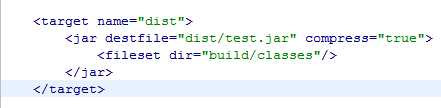 <target name="dist">
<jar destfile="dist/test.jar" compress="true">
<fileset dir="build/classes"/>
</jar>
</target>